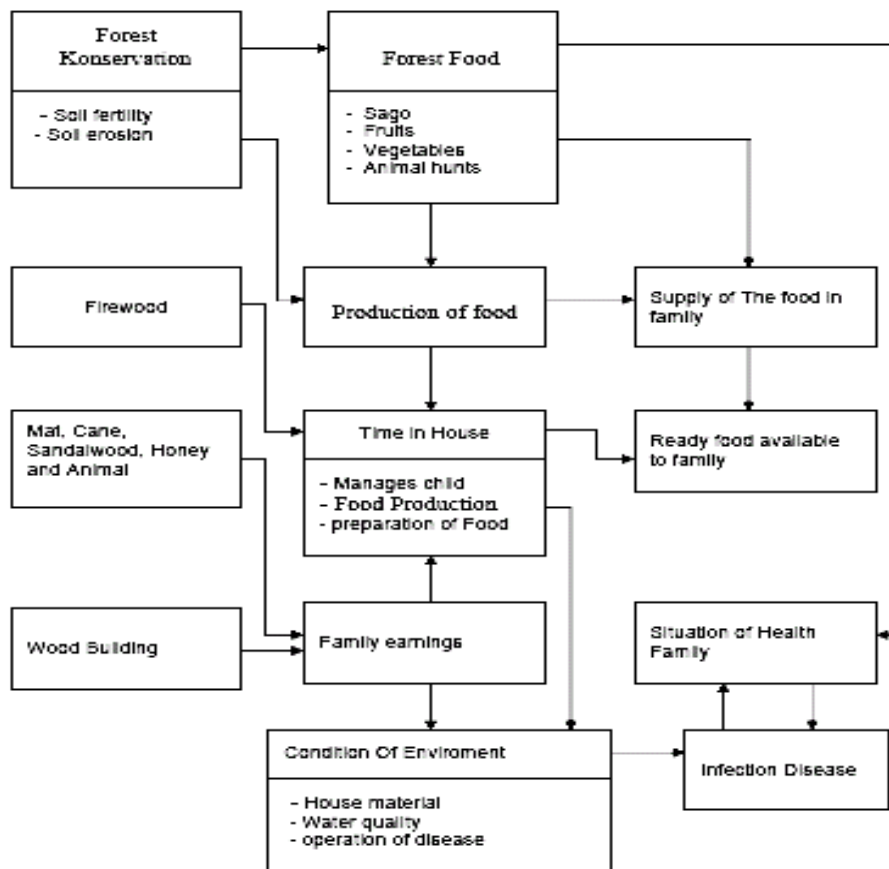 Forest
Konservation
- Soil fertility
- Soil erosion
Forest Food
- Sago
- Fruits
- Vegetables
- Animal hunts
Firewood
Production of food
Supply of The food in
family
Mat, Cane,
Sandalwood, Honey
and Animal
Time In House
- Manages child
- Food Production
- preparation of Food
Ready food available
to family
Wood Building
Family earnings
Situation of Health
Family
Condition Of Enviroment
- House material
- Water quality
- operation of disease
Infection Disease